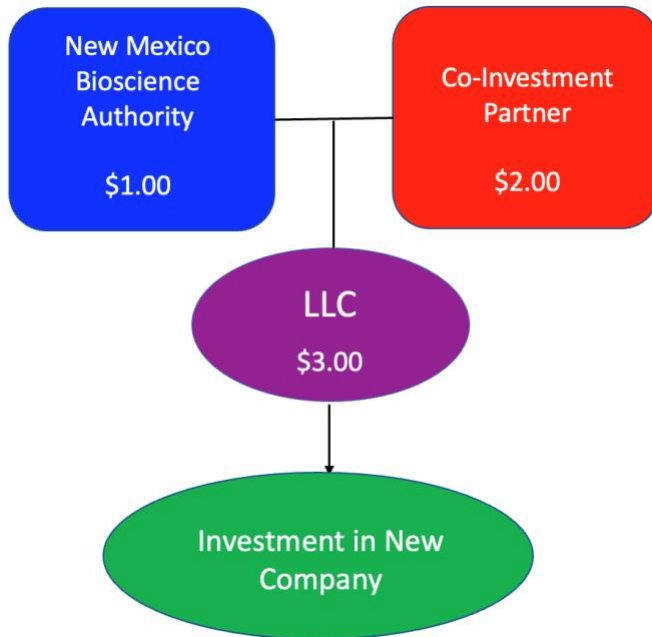 New Mexico
Bioscience
Authority
$1.00
Co-Investment
Partner
$2.00
LLC
$3.00
Investment in New
Company